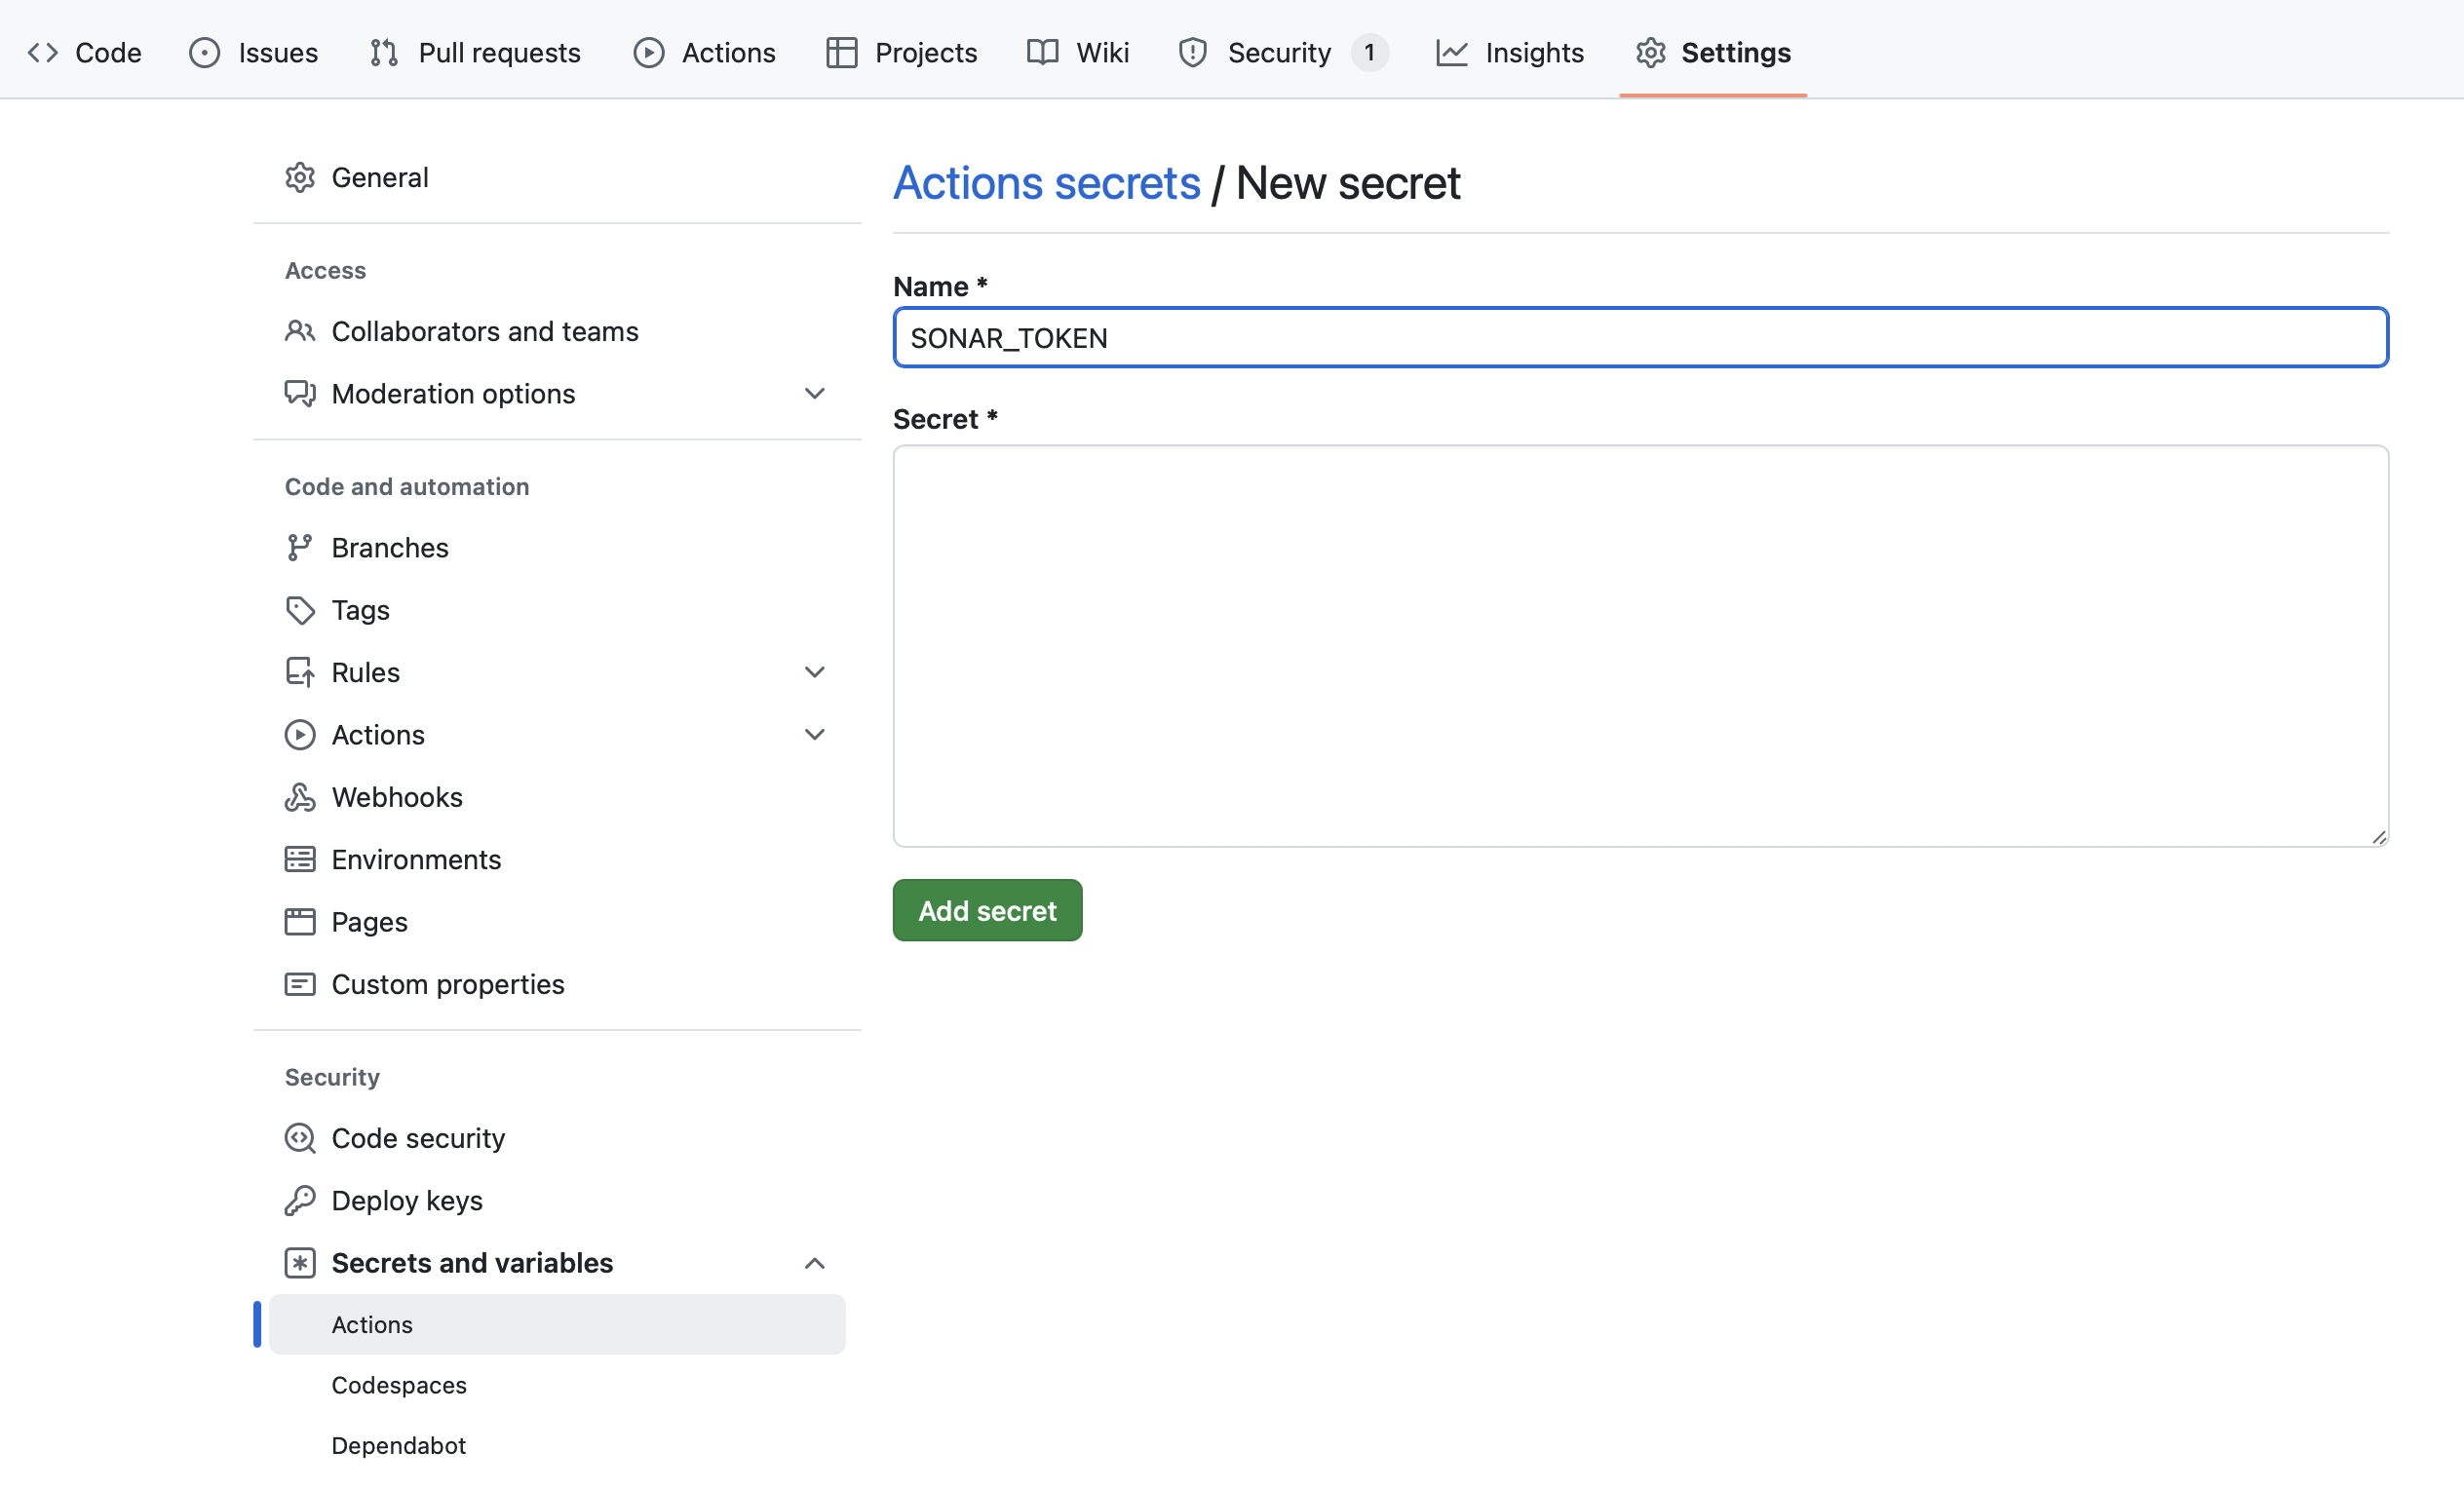 Code Issues Pull requests Actions Projects Wiki Security 1 Insights Settings
General
Access
Collaborators and teams
Moderation options
Code and automation
Branches
Tags
Rules
Actions
Webhooks
Environments
Pages
Custom properties
Security
Code security
Deploy keys
Secrets and variables
Actions
Codespaces
Dependabot
Actions secrets / New secret
Name *
SONAR_TOKEN
Secret *
Add secret